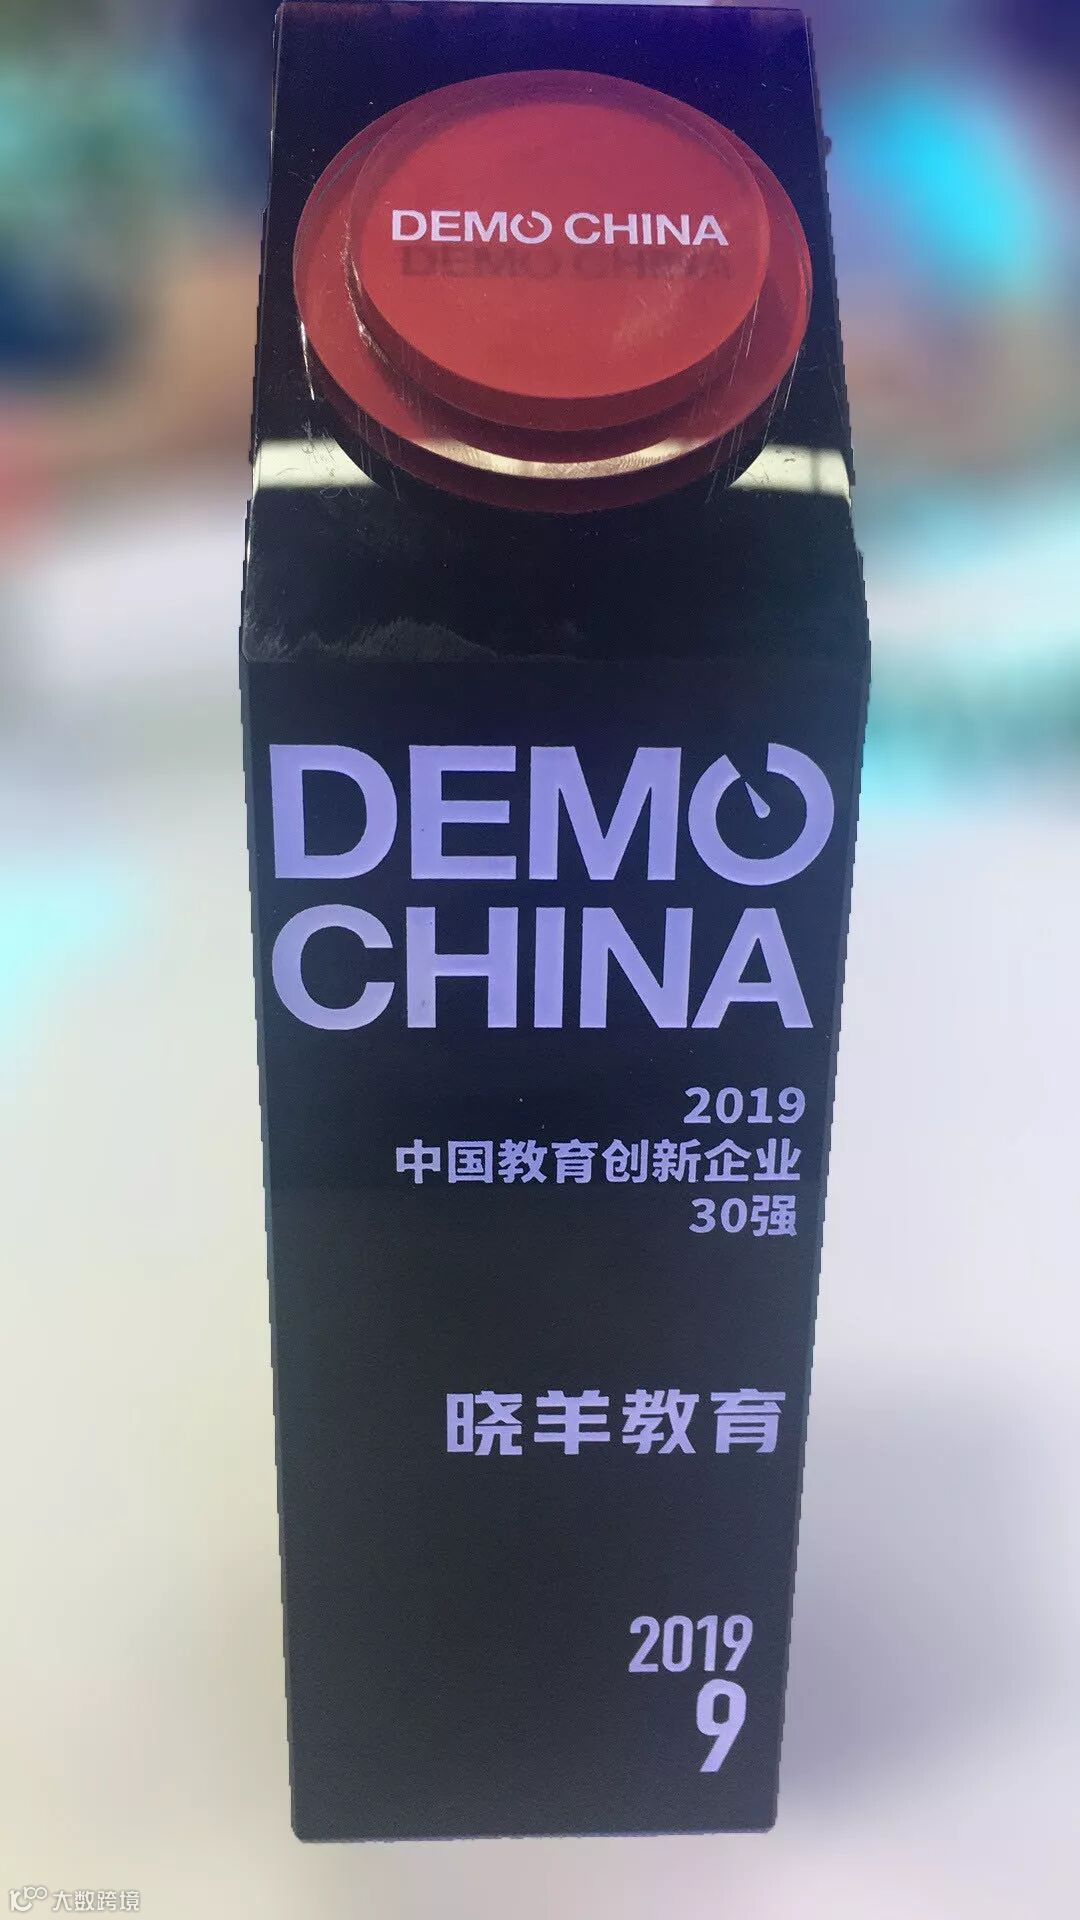 DEMO CHINA
DEMO
CHINA
2019
中国教育创新企业
30强
晓羊教育
2019
9
大数跨境